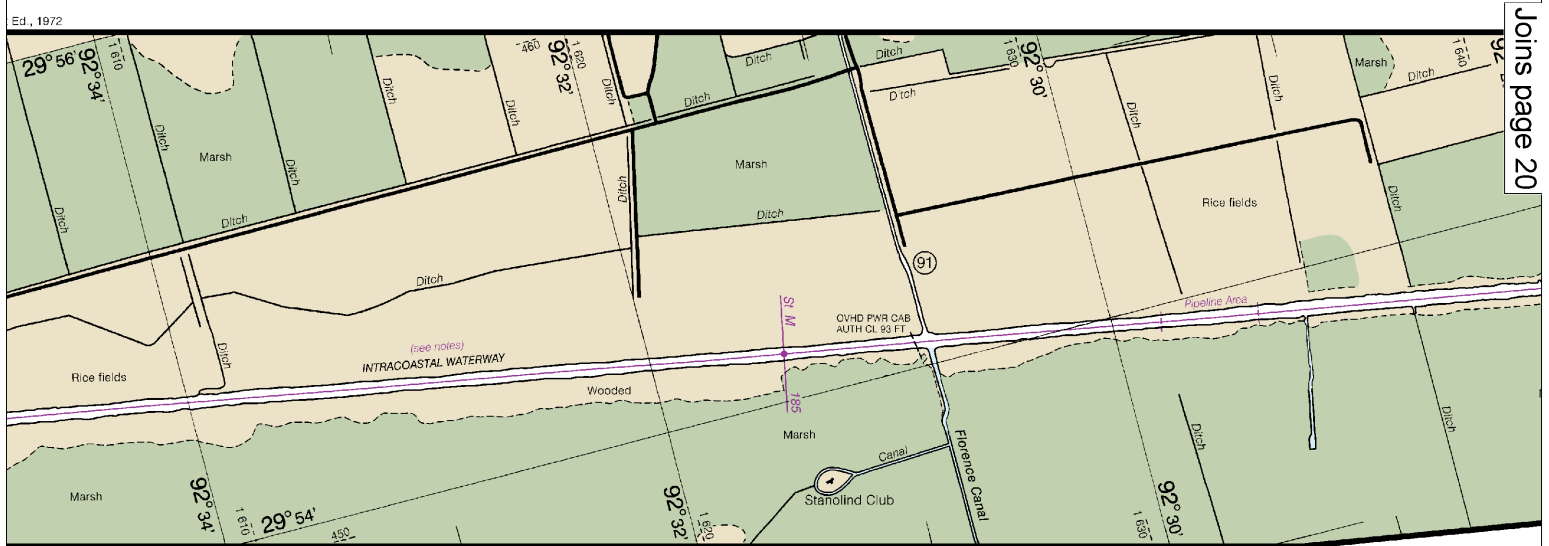 Ed., 1972
Joins page 20
29° 56'
92° 34'
1 610
460
92° 32'
1 620
1 630
92° 30'
1 640
Ditch
Ditch
Ditch
Ditch
Ditch
Ditch
Ditch
Ditch
Ditch
Ditch
Ditch
Ditch
Ditch
Ditch
Marsh
Marsh
Marsh
Ditch
Ditch
Ditch
Rice fields
Ditch
Ditch
91
St. M
185
OVHD PWR CAB
AUTH CL 93 FT
Pipeline Area
(see notes)
INTRACOASTAL WATERWAY
Rice fields
Ditch
Wooded
Marsh
Marsh
Canal
Stanolind Club
Florence Canal
Ditch
Ditch
92° 34'
1 610
29° 54'
450
92° 32'
1 620
1 630
92° 30'